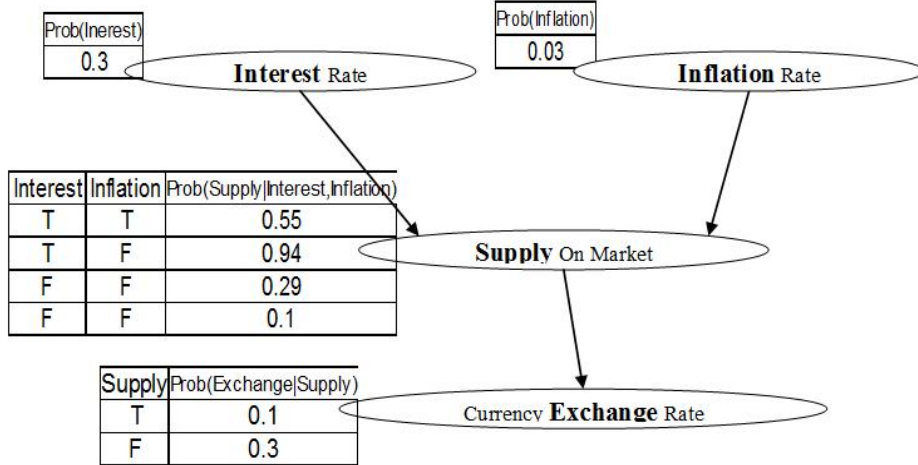 Prob(Inerest)
0.3
Interest Rate
Prob(Inflation)
0.03
Inflation Rate
Interest Inflation Prob(Supply|Interest,Inflation)
T T 0.55
T F 0.94
F F 0.29
F F 0.1
Supply On Market
Supply Prob(Exchange|Supply)
T 0.1
F 0.3
Currency Exchange Rate